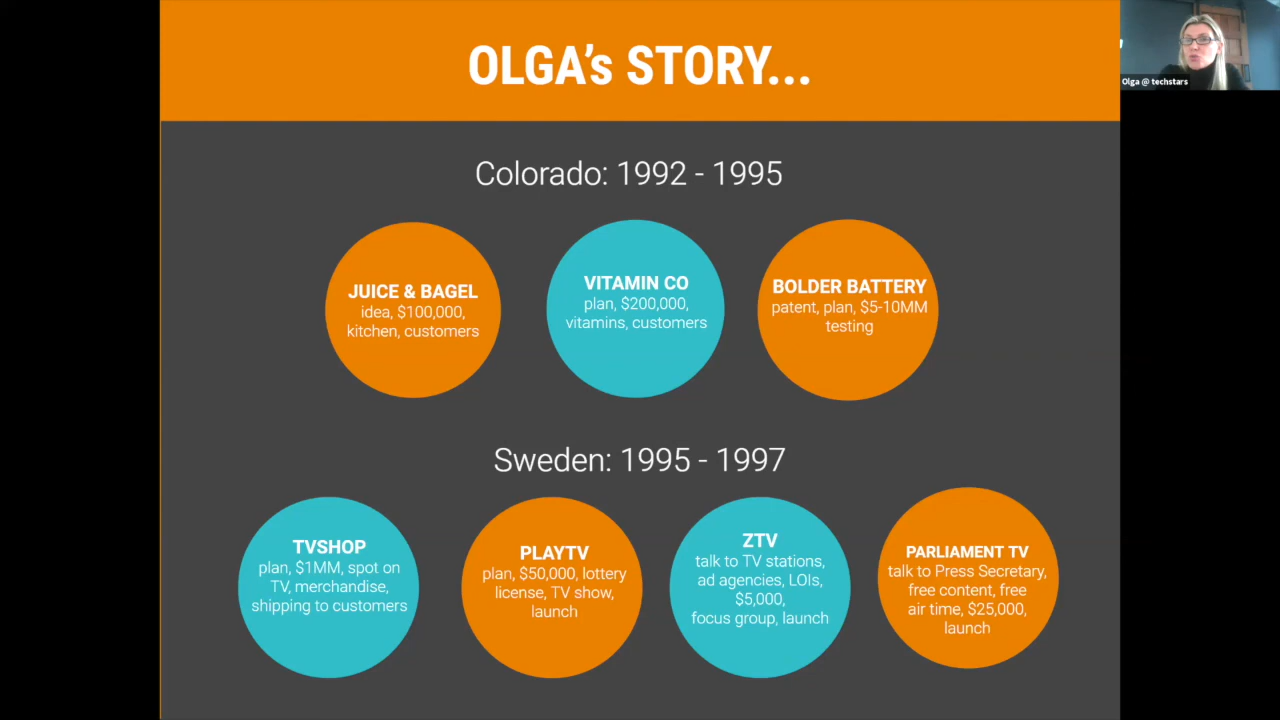 OLGA's STORY...
Olga @ techstars
Colorado: 1992 - 1995
JUICE & BAGEL
idea, $100,000,
kitchen, customers
VITAMIN CO
plan, $200,000,
vitamins, customers
BOLDER BATTERY
patent, plan, $5-10MM
testing
Sweden: 1995 - 1997
TVSHOP
plan, $1MM, spot on
TV, merchandise,
shipping to customers
PLAYTV
plan, $50,000, lottery
license, TV show,
launch
ZTV
talk to TV stations,
ad agencies, LOIs,
$5,000,
focus group, launch
PARLIAMENT TV
talk to Press Secretary,
free content, free
air time, $25,000,
launch